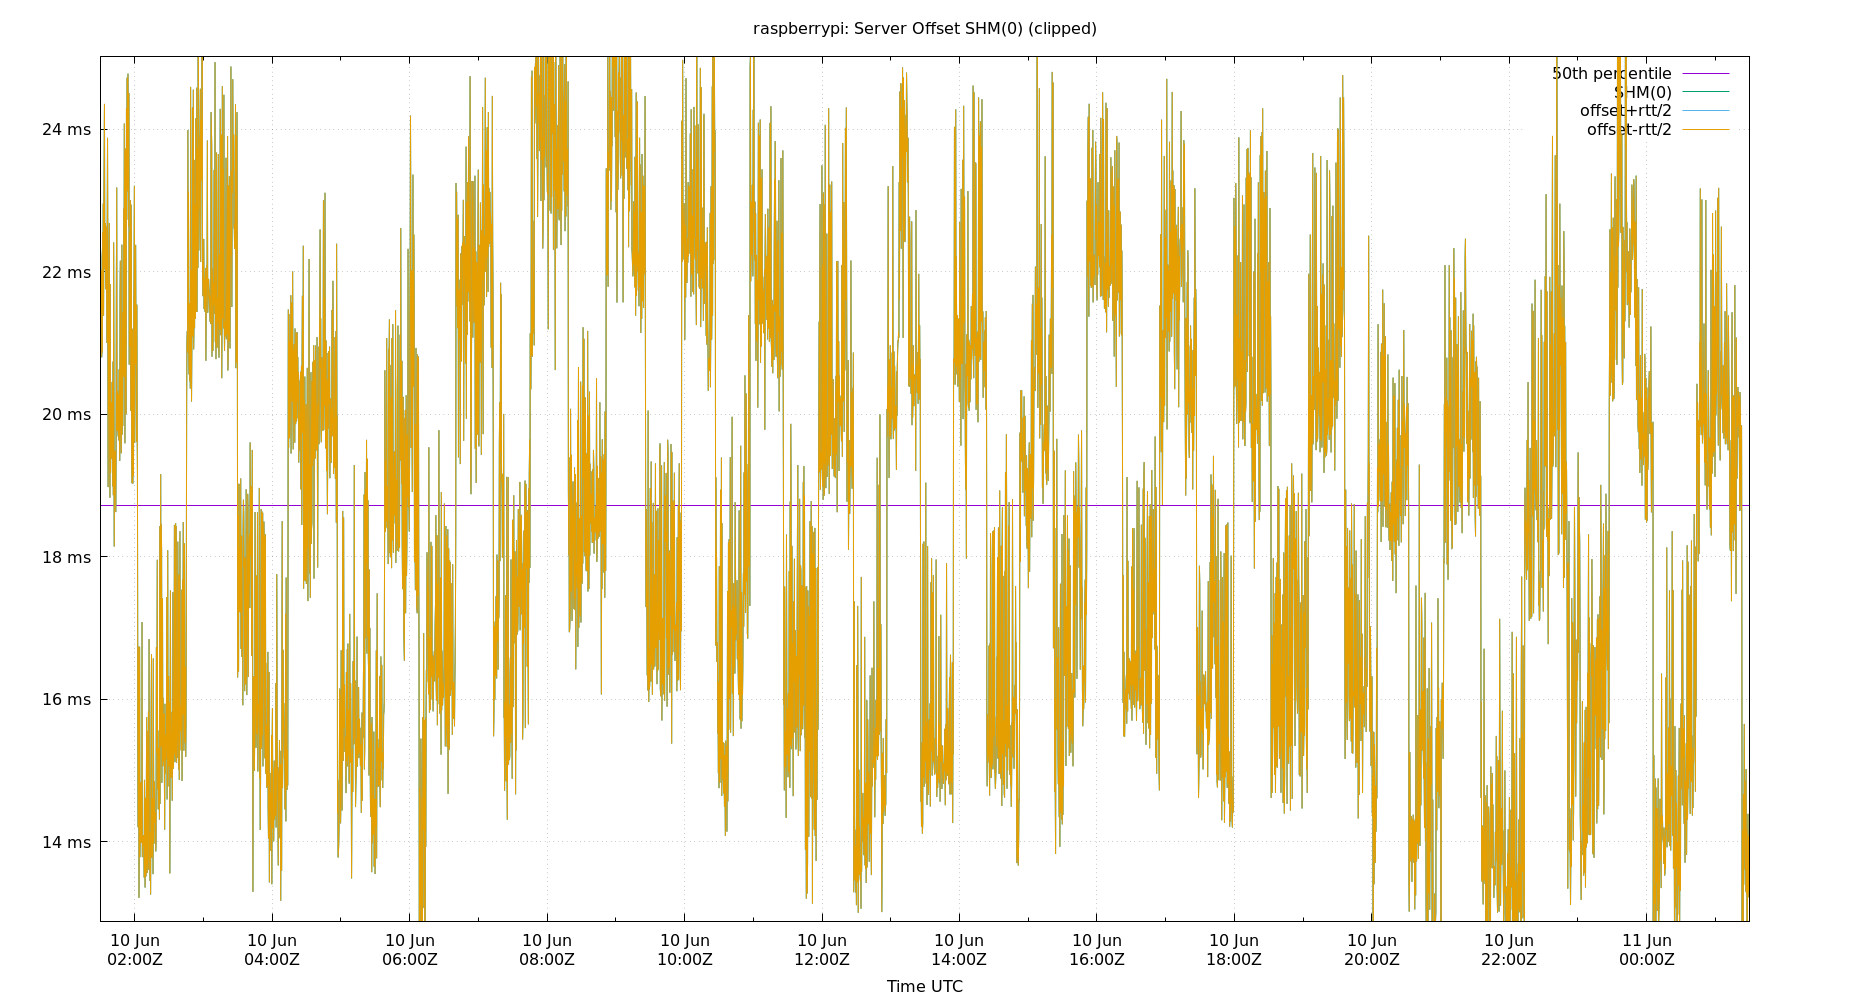 raspberrypi: Server Offset SHM(0) (clipped)
50th percentile
SHM(0)
offset+rtt/2
offset-rtt/2
24 ms
22 ms
20 ms
18 ms
16 ms
14 ms
10 Jun 10 Jun 10 Jun 10 Jun 10 Jun 10 Jun 10 Jun 10 Jun 10 Jun 10 Jun 10 Jun 11 Jun
02:00Z 04:00Z 06:00Z 08:00Z 10:00Z 12:00Z 14:00Z 16:00Z 18:00Z 20:00Z 22:00Z 00:00Z
Time UTC